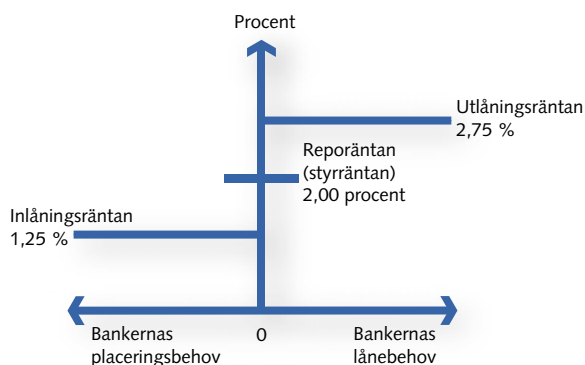 Procent
Utlåningsräntan
2,75 %
Reporäntan
(styrräntan)
2,00 procent
Inlåningsräntan
1,25 %
Bankernas
placeringsbehov
0
Bankernas
lånebehov